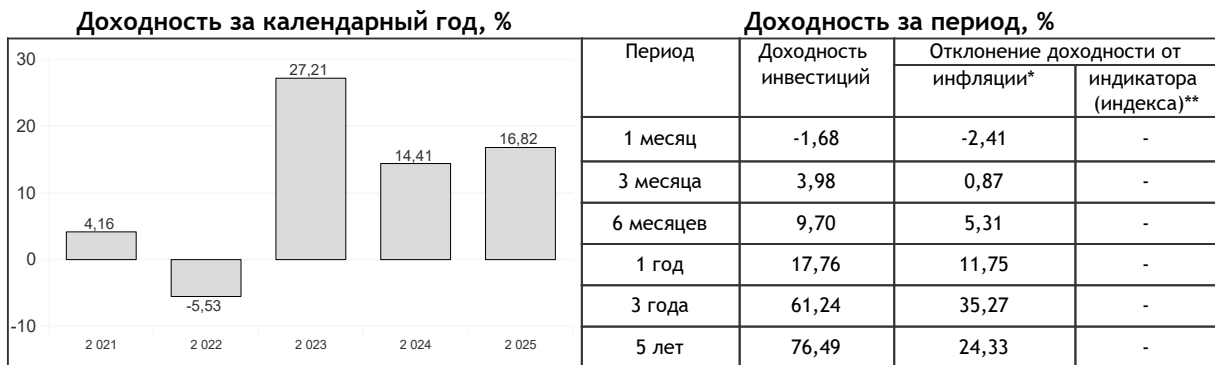 Доходность за календарный год, %
30
20
10
0
-10
4,16
-5,53
27,21
14,41
16,82
2 021
2 022
2 023
2 024
2 025
Доходность за период, %
Период
Доходность
инвестиций
Отклонение доходности от
инфляции*
индикатора
(индекса)**
1 месяц -1,68 -2,41 -
3 месяца 3,98 0,87 -
6 месяцев 9,70 5,31 -
1 год 17,76 11,75 -
3 года 61,24 35,27 -
5 лет 76,49 24,33 -